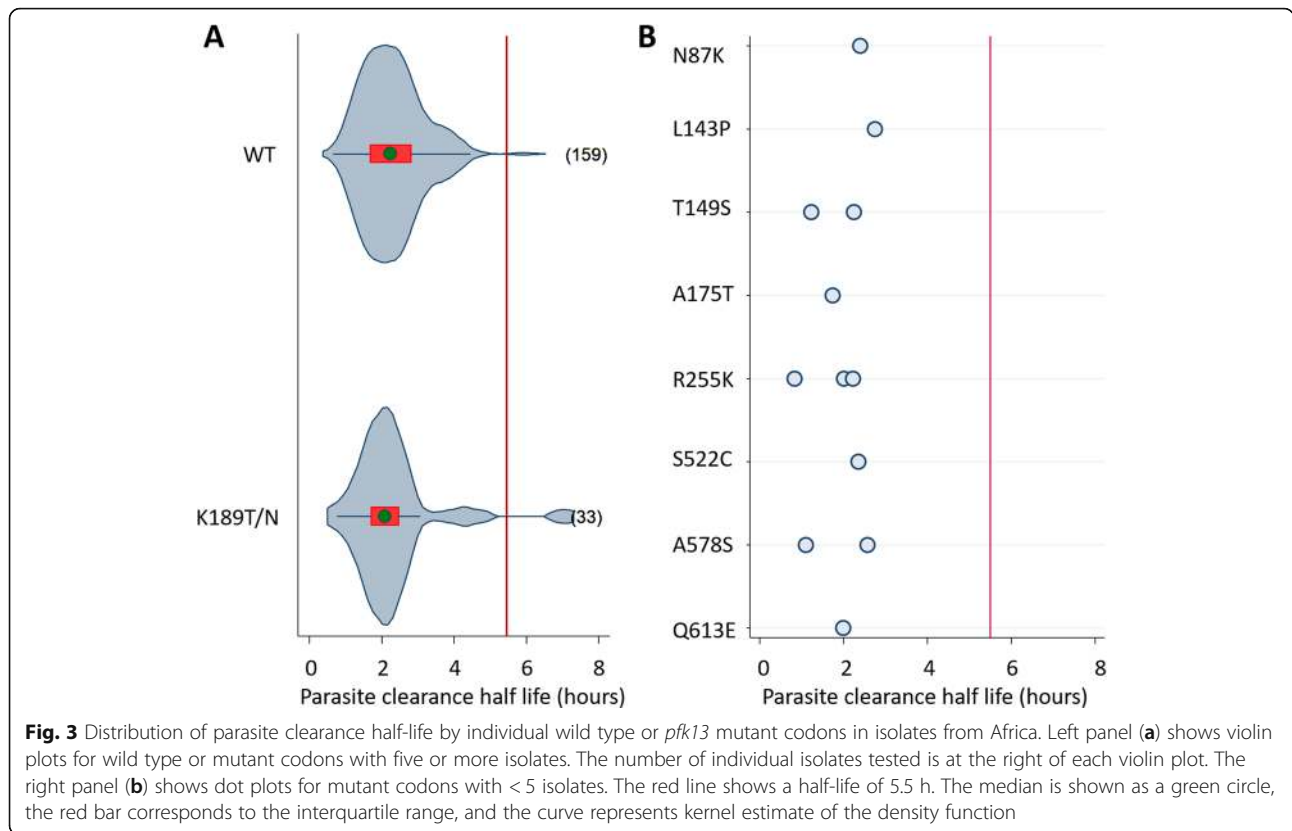 A
WT
(159)
K189T/N
(33)
0 2 4 6 8
Parasite clearance half life (hours)
B
N87K
L143P
T149S
A175T
R255K
S522C
A578S
Q613E
0 2 4 6 8
Parasite clearance half life (hours)
Fig. 3 Distribution of parasite clearance half-life by individual wild type or pfk13 mutant codons in isolates from Africa. Left panel (a) shows violin
plots for wild type or mutant codons with five or more isolates. The number of individual isolates tested is at the right of each violin plot. The
right panel (b) shows dot plots for mutant codons with < 5 isolates. The red line shows a half-life of 5.5 h. The median is shown as a green circle,
the red bar corresponds to the interquartile range, and the curve represents kernel estimate of the density function